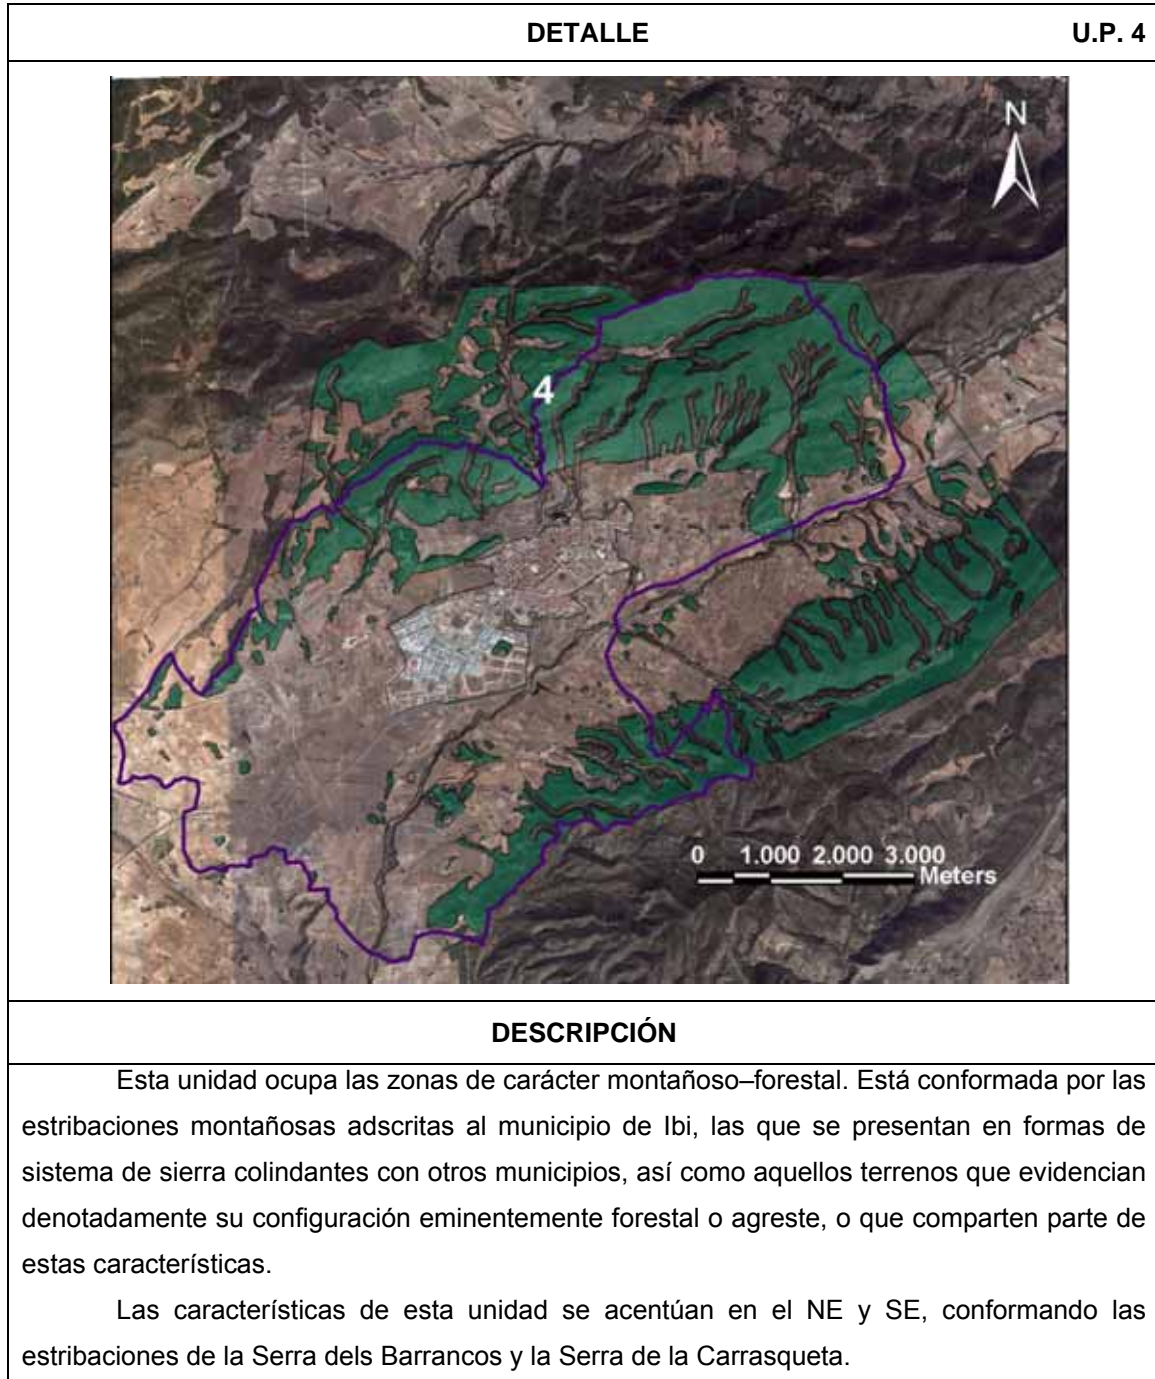 DETALLE U.P. 4
N
4
0 1.000 2.000 3.000
Meters
DESCRIPCIÓN
Esta unidad ocupa las zonas de carácter montañoso–forestal. Está conformada por las
estribaciones montañosas adscritas al municipio de Ibi, las que se presentan en formas de
sistema de sierra colindantes con otros municipios, así como aquellos terrenos que evidencian
denotadamente su configuración eminentemente forestal o agreste, o que comparten parte de
estas características.
Las características de esta unidad se acentúan en el NE y SE, conformando las
estribaciones de la Serra dels Barrancos y la Serra de la Carrasqueta.